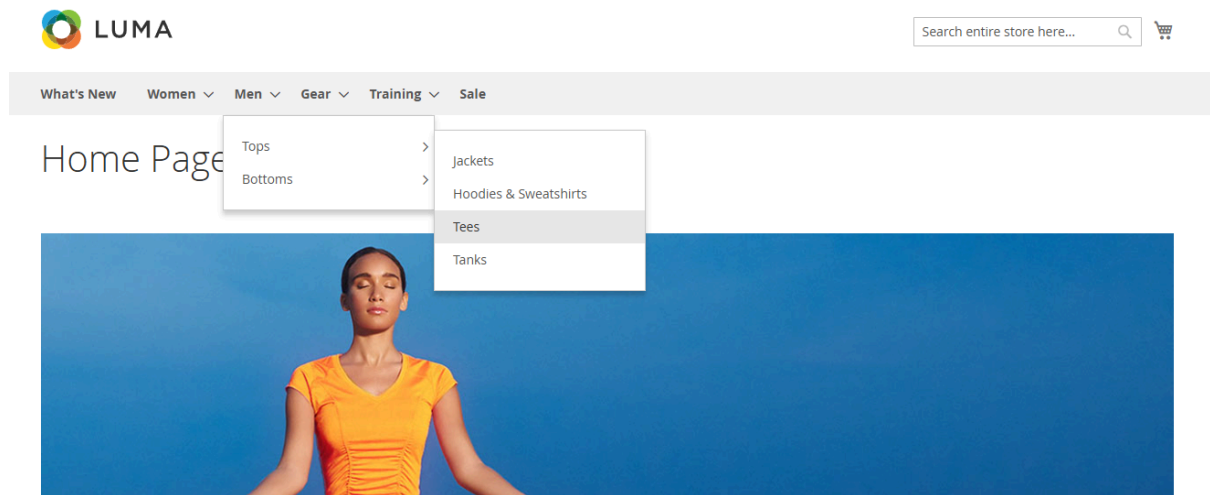 LUMA
Search entire store here...
What's New Women Men Gear Training Sale
Home Page
Tops
Bottoms
Jackets
Hoodies & Sweatshirts
Tees
Tanks